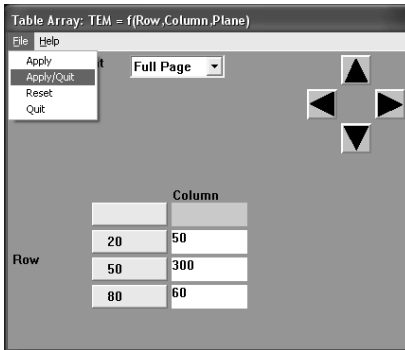 Table Array: TEM = f(Row,Column,Plane)
File Help
Apply
Apply/Quit
Reset
Quit
Full Page
Column
20 50
Row
50 300
80 60